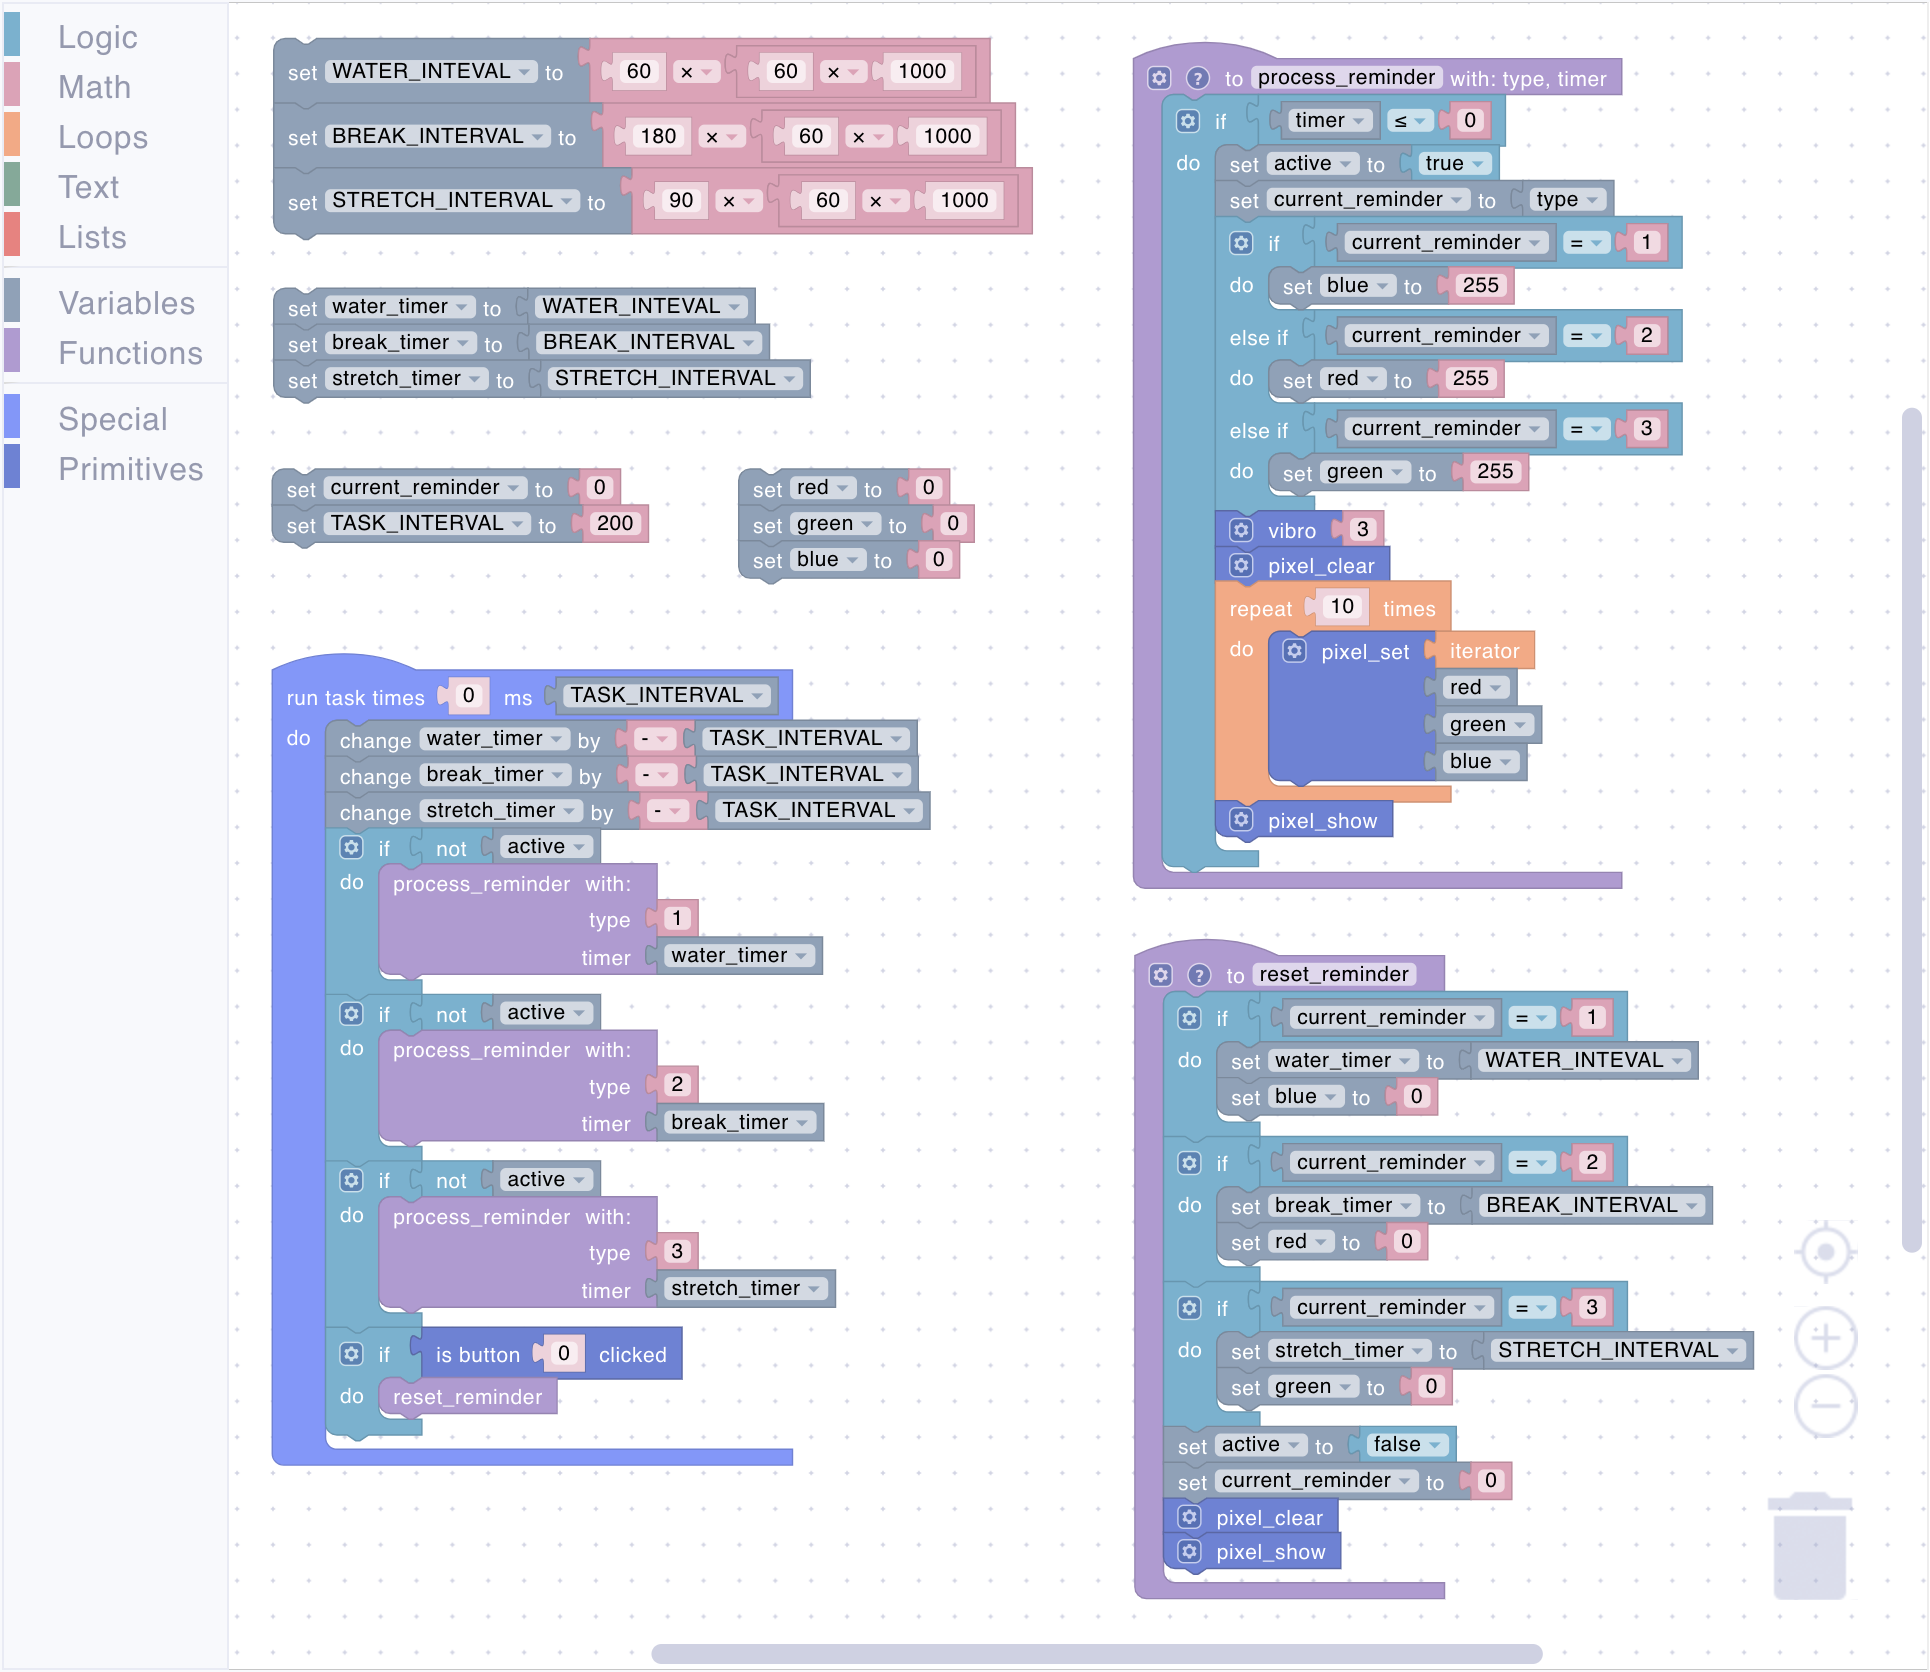 Logic
Math
Loops
Text
Lists
Variables
Functions
Special
Primitives
set WATER_INTEVAL to 60 × 60 × 1000
set BREAK_INTERVAL to 180 × 60 × 1000
set STRETCH_INTERVAL to 90 × 60 × 1000
set water_timer to WATER_INTEVAL
set break_timer to BREAK_INTERVAL
set stretch_timer to STRETCH_INTERVAL
set current_reminder to 0
set TASK_INTERVAL to 200
set red to 0
set green to 0
set blue to 0
run task times 0 ms TASK_INTERVAL
do change water_timer by - TASK_INTERVAL
change break_timer by - TASK_INTERVAL
change stretch_timer by - TASK_INTERVAL
if not active
do process_reminder with:
type 1
timer water_timer
if not active
do process_reminder with:
type 2
timer break_timer
if not active
do process_reminder with:
type 3
timer stretch_timer
if is button 0 clicked
do reset_reminder
? to process_reminder with: type, timer
if timer ≤ 0
do set active to true
set current_reminder to type
if current_reminder = 1
do set blue to 255
else if current_reminder = 2
do set red to 255
else if current_reminder = 3
do set green to 255
vibro 3
pixel_clear
repeat 10 times
do pixel_set iterator
red
green
blue
pixel_show
? to reset_reminder
if current_reminder = 1
do set water_timer to WATER_INTEVAL
set blue to 0
if current_reminder = 2
do set break_timer to BREAK_INTERVAL
set red to 0
if current_reminder = 3
do set stretch_timer to STRETCH_INTERVAL
set green to 0
set active to false
set current_reminder to 0
pixel_clear
pixel_show